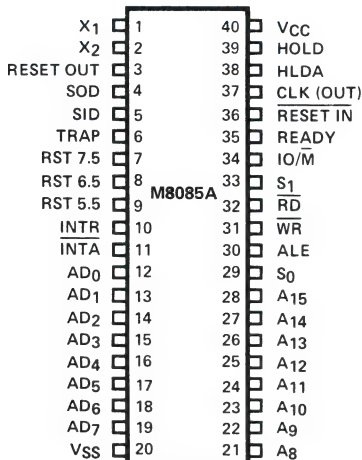 X1 1 40 VCC
X2 2 39 HOLD
RESET OUT 3 38 HLDA
SOD 4 37 CLK (OUT)
SID 5 36 RESET IN
TRAP 6 35 READY
RST 7.5 7 34 IO/M
RST 6.5 8 33 S1
M8085A
RST 5.5 9 32 RD
INTR 10 31 WR
INTA 11 30 ALE
AD0 12 29 S0
AD1 13 28 A15
AD2 14 27 A14
AD3 15 26 A13
AD4 16 25 A12
AD5 17 24 A11
AD6 18 23 A10
AD7 19 22 A9
VSS 20 21 A8